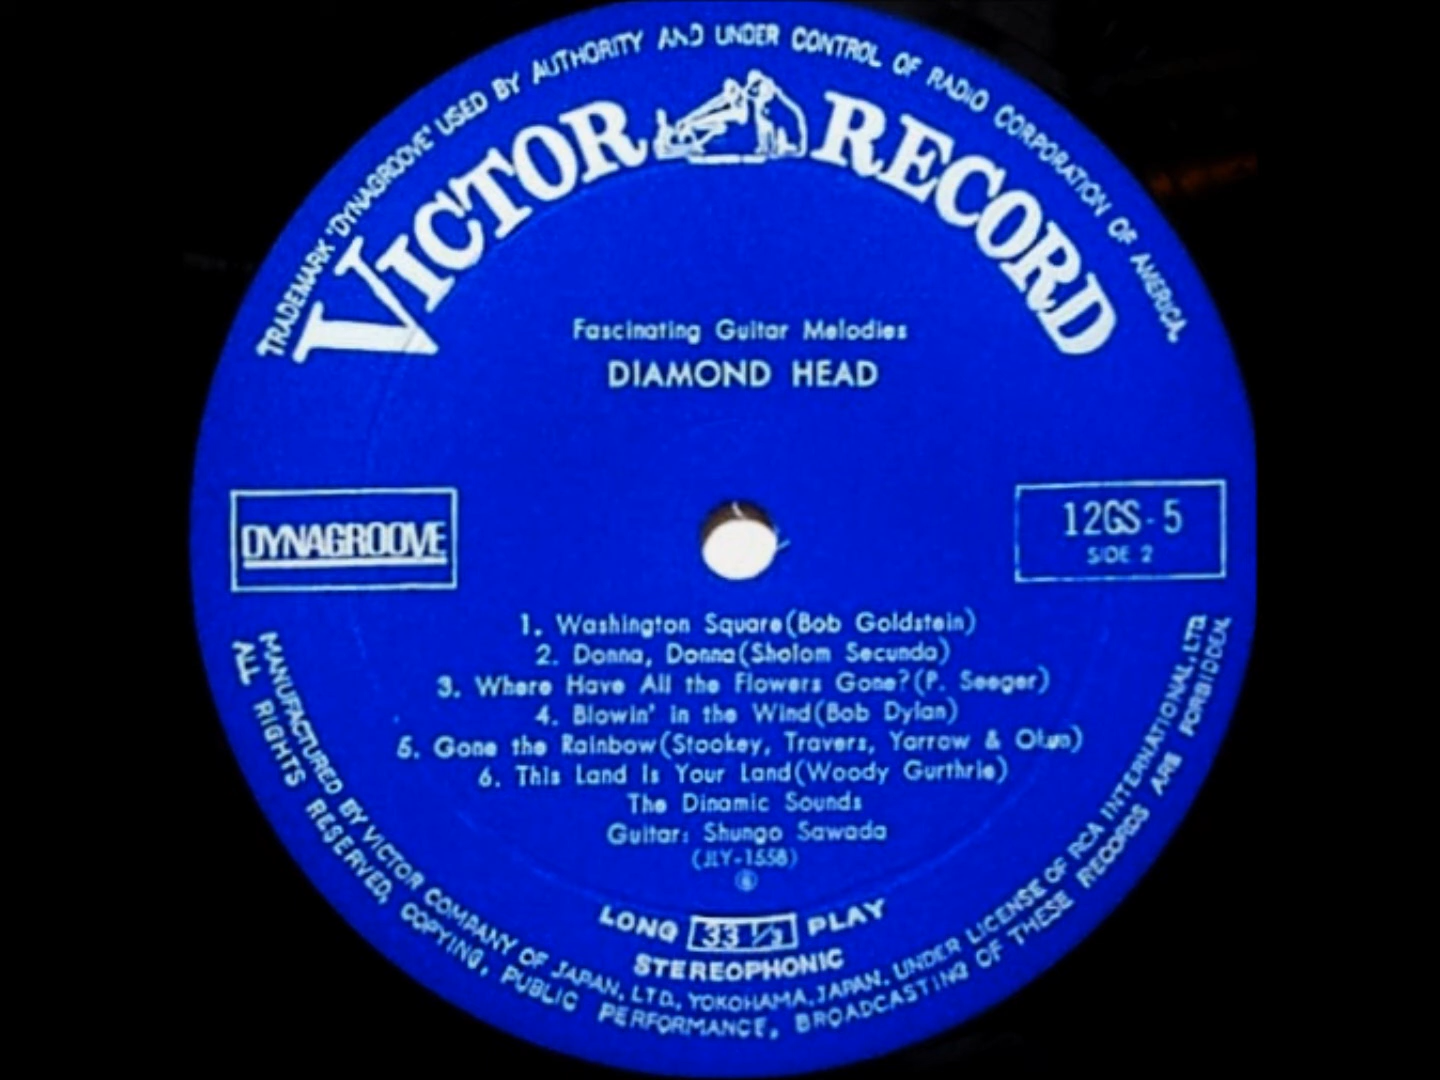 TRADEMARK "DYNAGROOVE" USED BY AUTHORITY AND UNDER CONTROL OF RADIO CORPORATION OF AMERICA.
VICTOR RECORD
Fascinating Guitar Melodies
DIAMOND HEAD
DYNAGROOVE
12GS-5
SIDE 2
1. Washington Square(Bob Goldstein)
2. Donna, Donna(Sholom Secunda)
3. Where Have All the Flowers Gone?(P. Seeger)
4. Blowin' in the Wind(Bob Dylan)
5. Gone the Rainbow(Stookey, Travers, Yarrow &
6. This Land Is Your Land(Woody Gurthrie)
The Dinamic Sounds
Guitar: Shungo Sawada
(JLY-1558)
LONG 33 1/3 PLAY
STEREOPHONIC
MANUFACTURED BY VICTOR COMPANY OF JAPAN, LTD., YOKOHAMA, JAPAN, UNDER LICENSE OF RCA INTERNATIONAL, LTD
ALL RIGHTS RESERVED, COPYING, PUBLIC PERFORMANCE, BROADCASTING OF THESE RECORDS ARE FORBIDDEN